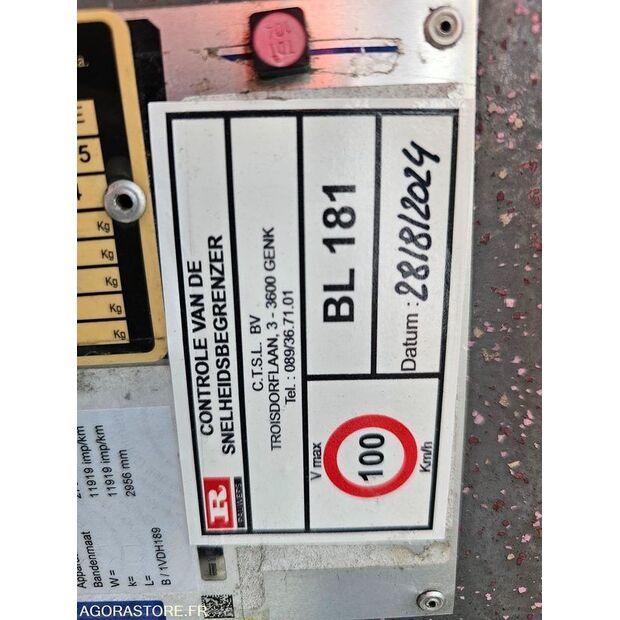 CONTROLE VAN DE
SNELHEIDSBEGRENZER
R
RAUWERS
C.T.S.L. BV
TROISDORFLAAN, 3 - 3600 GENK
Tel. : 089/36.71.01
V max
100
Km/h
BL 181
Datum : 28/8/2024
Kg
Kg
Kg
Kg
Kg
5
Bandenmaat 11919 imp/km
W = 11919 imp/km
k= 2956 mm
L=
B / 1VDH189
AGORASTORE.FR